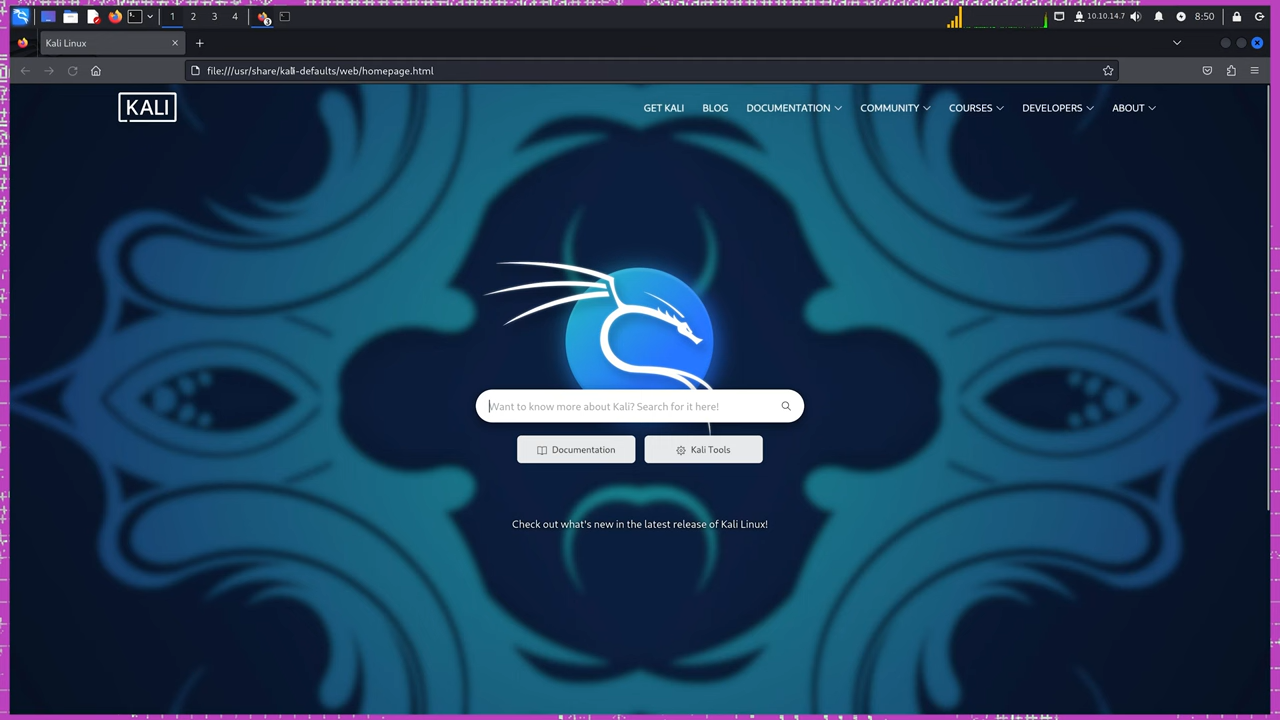 1 2 3 4 3 10.10.14.7 8:50
Kali Linux
file:///usr/share/kali-defaults/web/homepage.html
KALI GET KALI BLOG DOCUMENTATION COMMUNITY COURSES DEVELOPERS ABOUT
Want to know more about Kali? Search for it here!
Documentation Kali Tools
Check out what's new in the latest release of Kali Linux!